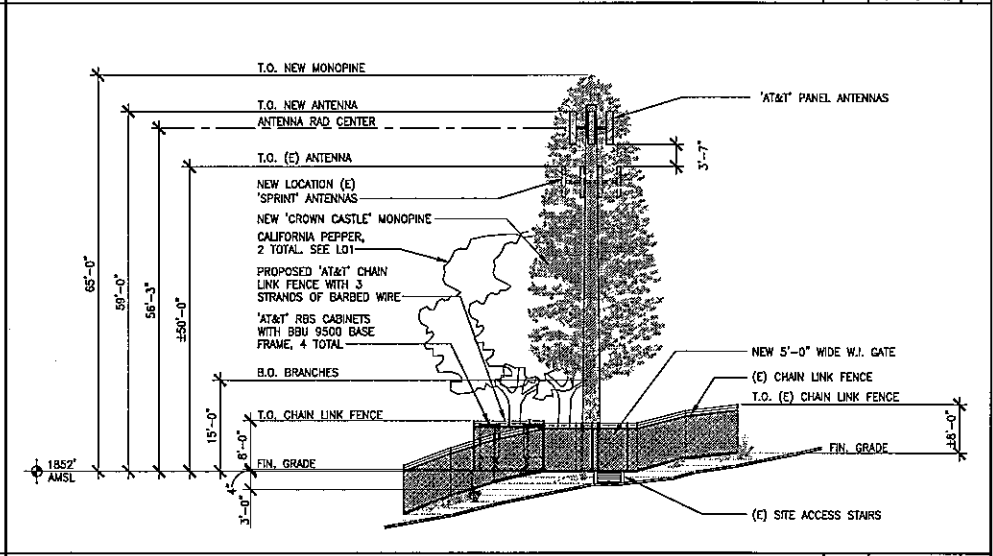 T.O. NEW MONOPINE
T.O. NEW ANTENNA
ANTENNA RAD CENTER
'AT&T' PANEL ANTENNAS
3'-7"
T.O. (E) ANTENNA
NEW LOCATION (E)
'SPRINT' ANTENNAS
NEW 'CROWN CASTLE' MONOPINE
CALIFORNIA PEPPER,
2 TOTAL. SEE L01
PROPOSED 'AT&T' CHAIN
LINK FENCE WITH 3
STRANDS OF BARBED WIRE
'AT&T' RBS CABINETS
WITH BBU 9500 BASE
FRAME, 4 TOTAL
B.O. BRANCHES
T.O. CHAIN LINK FENCE
FIN. GRADE
65'-0"
59'-0"
56'-3"
±50'-0"
15'-0"
8'-0"
4"
3'-0"
1852'
AMSL
NEW 5'-0" WIDE W.I. GATE
(E) CHAIN LINK FENCE
T.O. (E) CHAIN LINK FENCE
±8'-0"
FIN. GRADE
(E) SITE ACCESS STAIRS